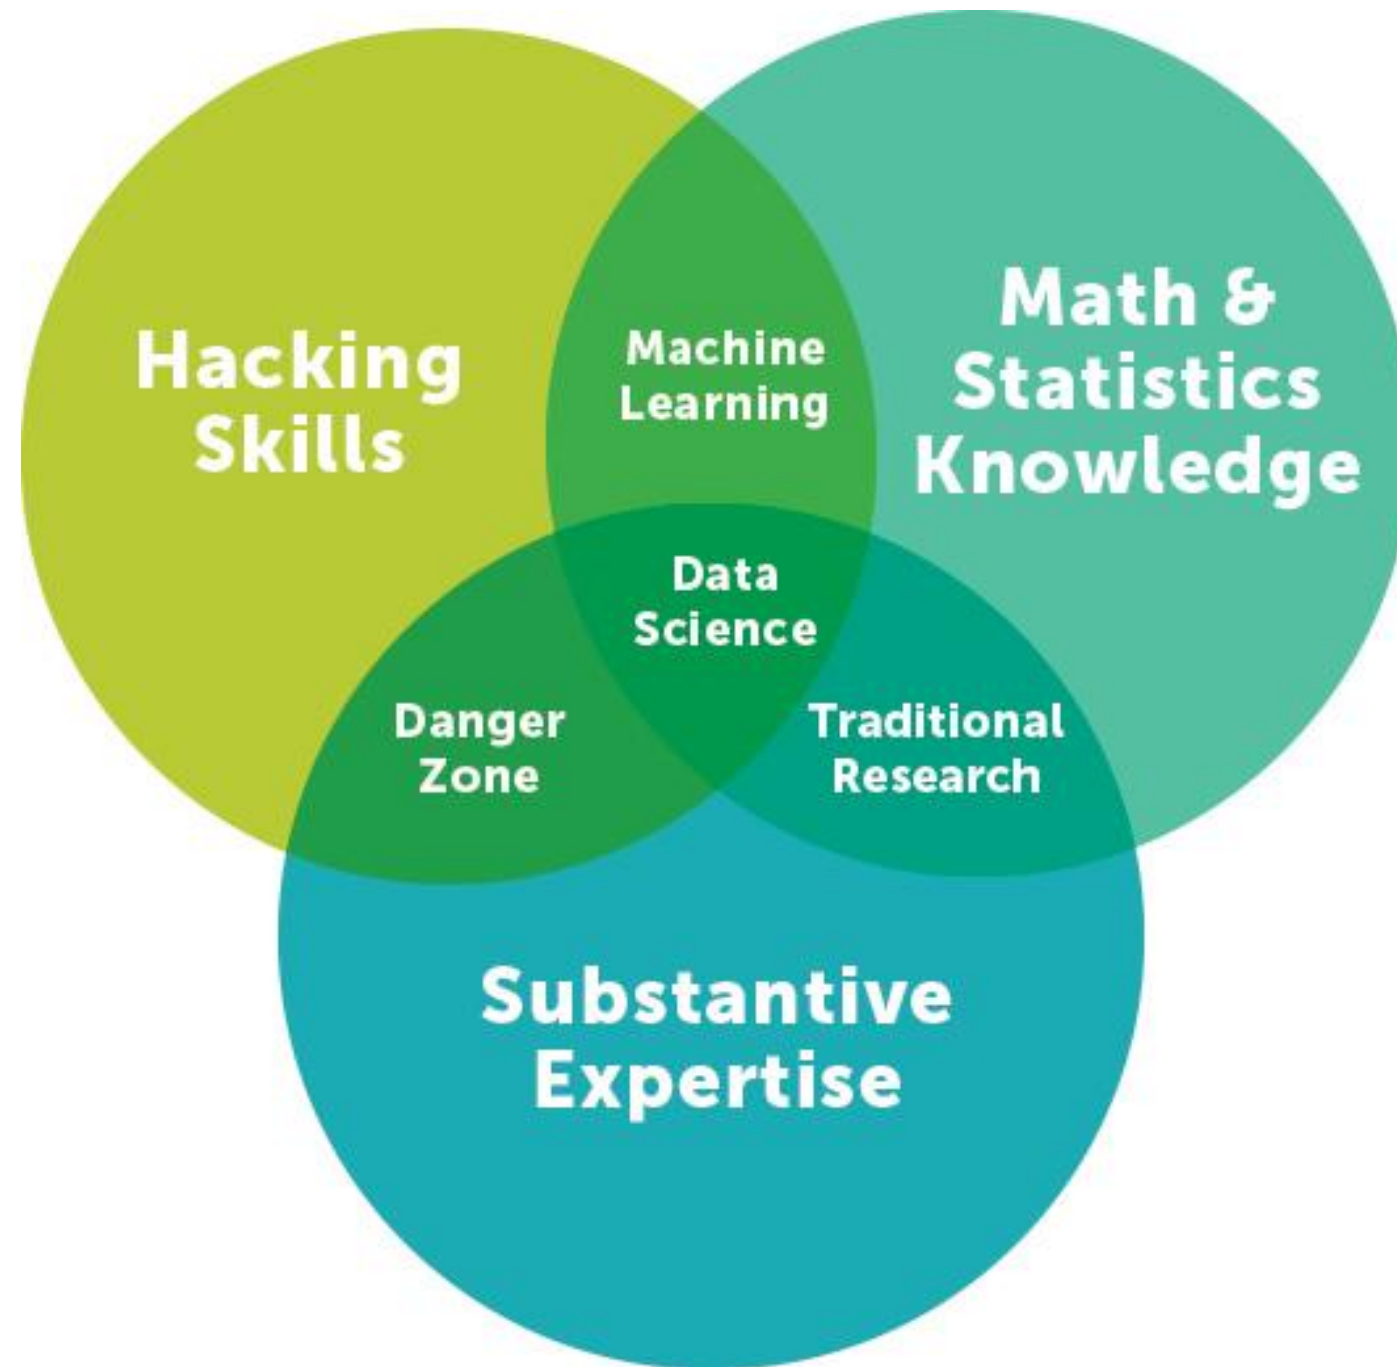 Hacking
Skills
Machine
Learning
Math &
Statistics
Knowledge
Data
Science
Danger
Zone
Traditional
Research
Substantive
Expertise